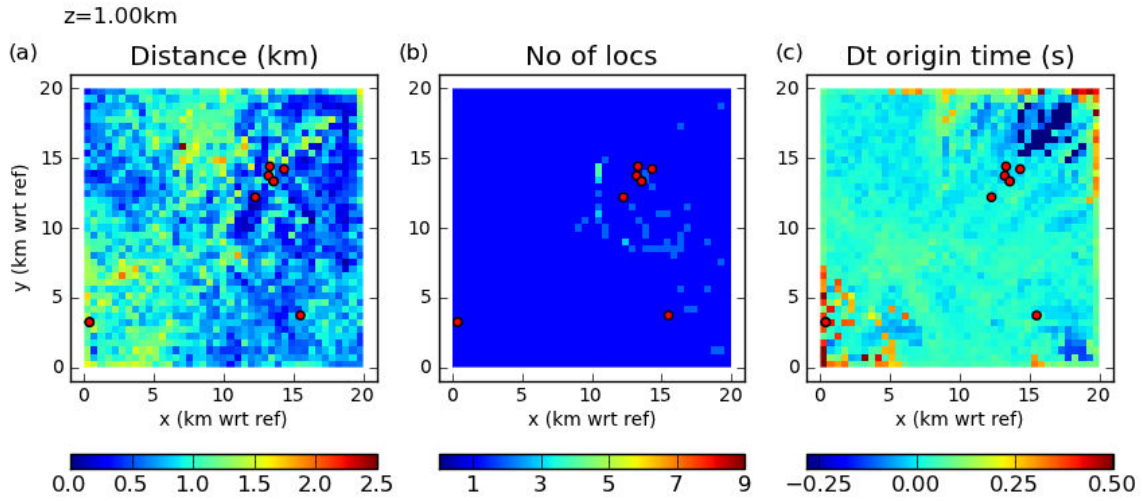 z=1.00km
(a) Distance (km) (b) No of locs (c) Dt origin time (s)
20 20 20
15 15 15
10 10 10
5 5 5
0 0 0
y (km wrt ref)
0 5 10 15 20 0 5 10 15 20 0 5 10 15 20
x (km wrt ref) x (km wrt ref) x (km wrt ref)
0.0 0.5 1.0 1.5 2.0 2.5 1 3 5 7 9 −0.25 0.00 0.25 0.50